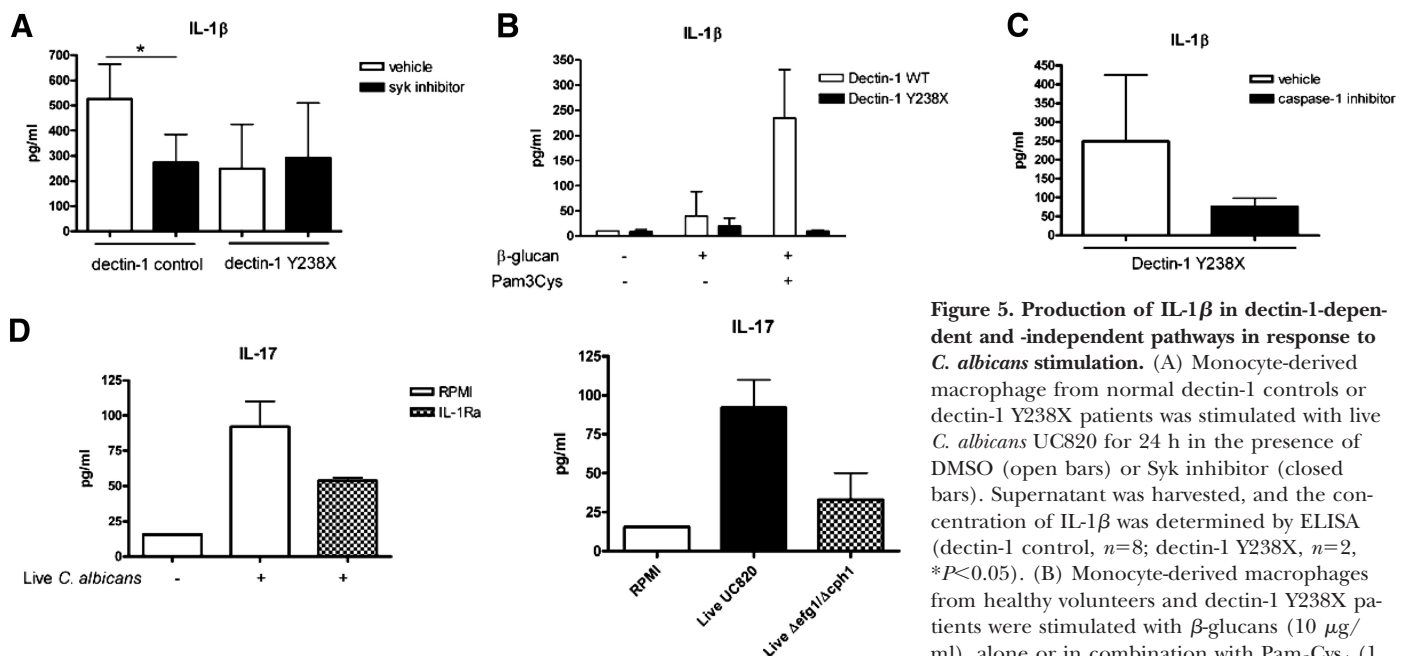 A
IL-1β
700
600
500
400
300
200
100
0
pg/ml
*
vehicle
syk inhibitor
dectin-1 control
dectin-1 Y238X
B
IL-1β
350
300
250
200
150
100
50
0
pg/ml
Dectin-1 WT
Dectin-1 Y238X
β-glucan - + +
Pam3Cys - - +
C
IL-1β
450
400
350
300
250
200
150
100
50
0
pg/ml
vehicle
caspase-1 inhibitor
Dectin-1 Y238X
D
IL-17
125
100
75
50
25
0
pg/ml
RPMI
IL-1Ra
Live C. albicans - + +
IL-17
125
100
75
50
25
0
pg/ml
RPMI
Live UC820
Live Δefg1/Δcph1
Figure 5. Production of IL-1β in dectin-1-depen-
dent and -independent pathways in response to
C. albicans stimulation. (A) Monocyte-derived
macrophage from normal dectin-1 controls or
dectin-1 Y238X patients was stimulated with live
C. albicans UC820 for 24 h in the presence of
DMSO (open bars) or Syk inhibitor (closed
bars). Supernatant was harvested, and the con-
centration of IL-1β was determined by ELISA
(dectin-1 control, n=8; dectin-1 Y238X, n=2,
*P<0.05). (B) Monocyte-derived macrophages
from healthy volunteers and dectin-1 Y238X pa-
tients were stimulated with β-glucans (10 μg/
ml), alone or in combination with Pam3Cys (1